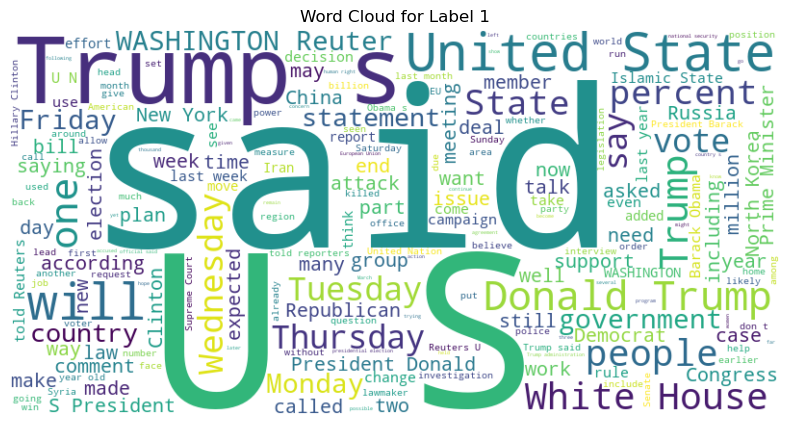 Word Cloud for Label 1
Trump s
United State
WASHINGTON Reuter
said
U S
effort
decision
may
member
Islamic State
countries
world
run
position
national security
left
Hillary Clinton
U N
head
month
give
set
use
American
New York
China
Obama s
billion
last month
EU
State
percent
Friday
statement
meeting
deal
whether
Russia
President Barack
bill
call
around
allow
power
see
seen
report
Saturday
Sunday
area
due
say
vote
legislation
last year
saying
week
time
measure
Iran
end
want
talk
now
asked
even
Trump
million
North Korea
Prime Minister
used
back
election
last week
move
attack
killed
issue
come
take
party
added
Barack Obama
including
one
day
plan
much
thousand
European Union
region
part
office
campaign
need
year
told reporters
think
United Nation
believe
interview
order
WASHINGTON
likely
home
among
according
expected
many
group
well
support
told Reuters
lead
first
another
request
job
new
clinton
Wednesday
Supreme Court
Tuesday
already
March
action
put
Donald Trump
will
country
voter
Thursday
Republican
question
trying
still
government
case
don t
way
law
number
without
presidential election
Reuters U
police
Trump said
Trump administration
Democrat
people
help
earlier
comment
President Donald
Syria
year old
face
Monday
change
investigation
work
rule
include
Senate
program
three
Congress
make
made
going
win
S President
called
two
lawmaker
possible
White House